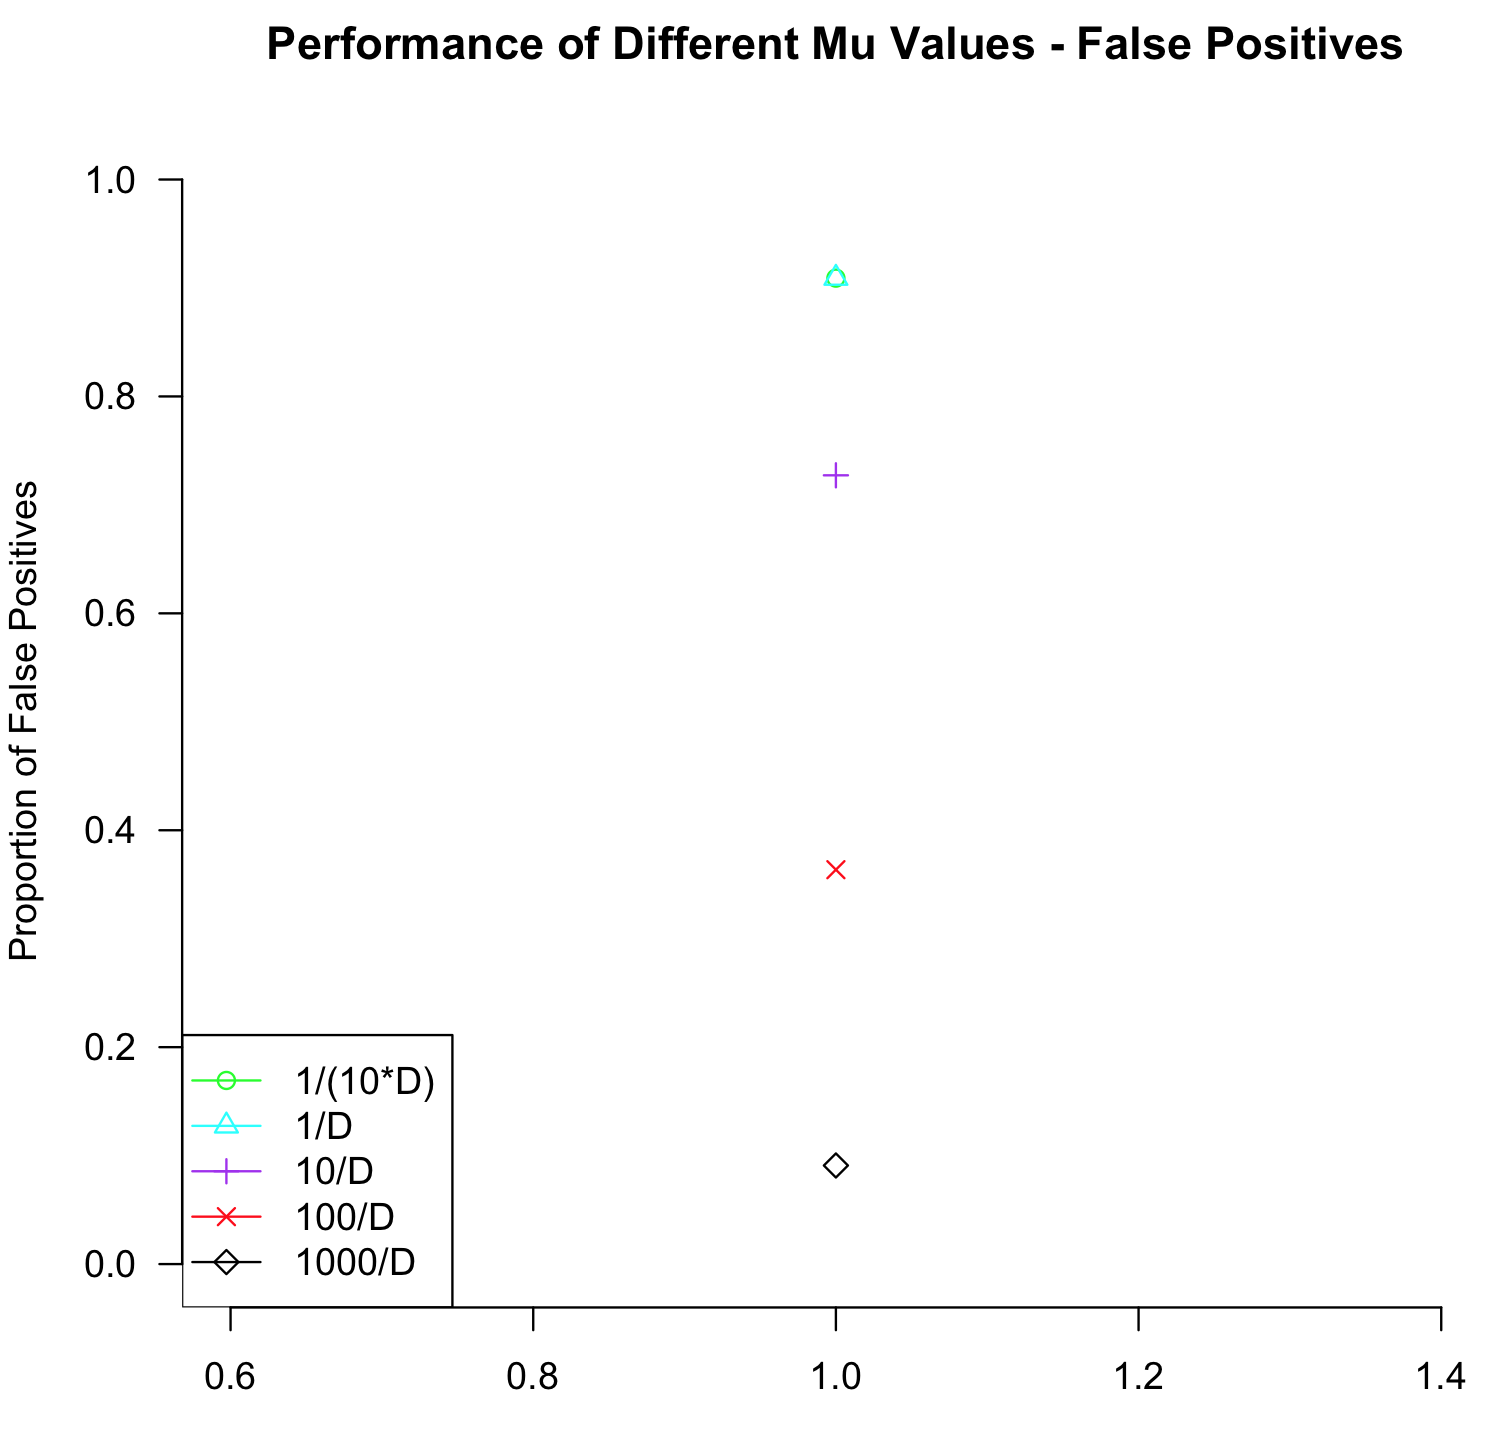 Performance of Different Mu Values - False Positives
Proportion of False Positives
1.0
0.8
0.6
0.4
0.2
0.0
1/(10*D)
1/D
10/D
100/D
1000/D
0.6 0.8 1.0 1.2 1.4